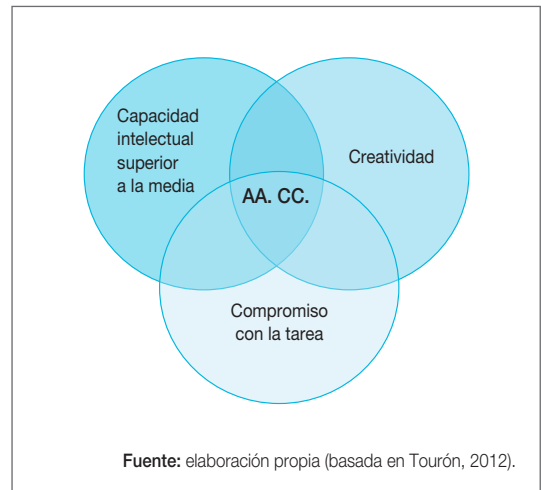 Capacidad
intelectual
superior
a la media
Creatividad
AA. CC.
Compromiso
con la tarea
Fuente: elaboración propia (basada en Tourón, 2012).